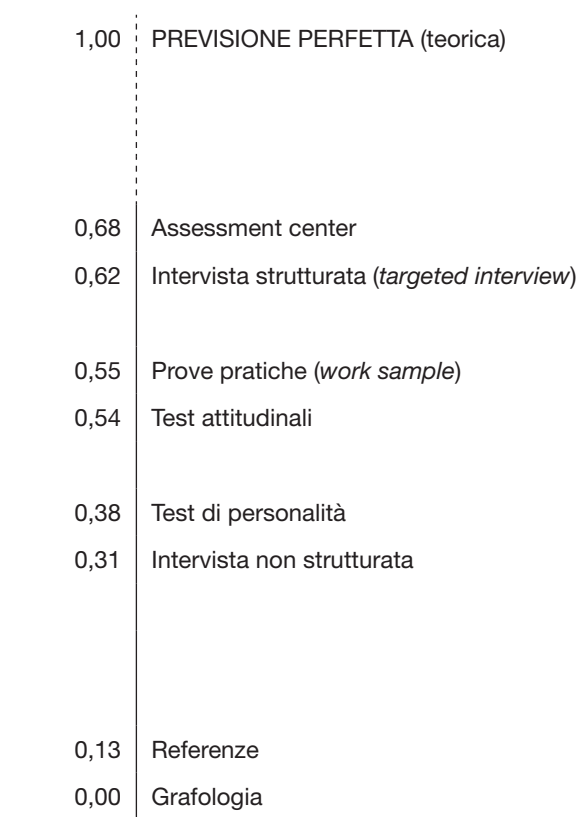 1,00 PREVISIONE PERFETTA (teorica)
0,68 Assessment center
0,62 Intervista strutturata (targeted interview)
0,55 Prove pratiche (work sample)
0,54 Test attitudinali
0,38 Test di personalità
0,31 Intervista non strutturata
0,13 Referenze
0,00 Grafologia